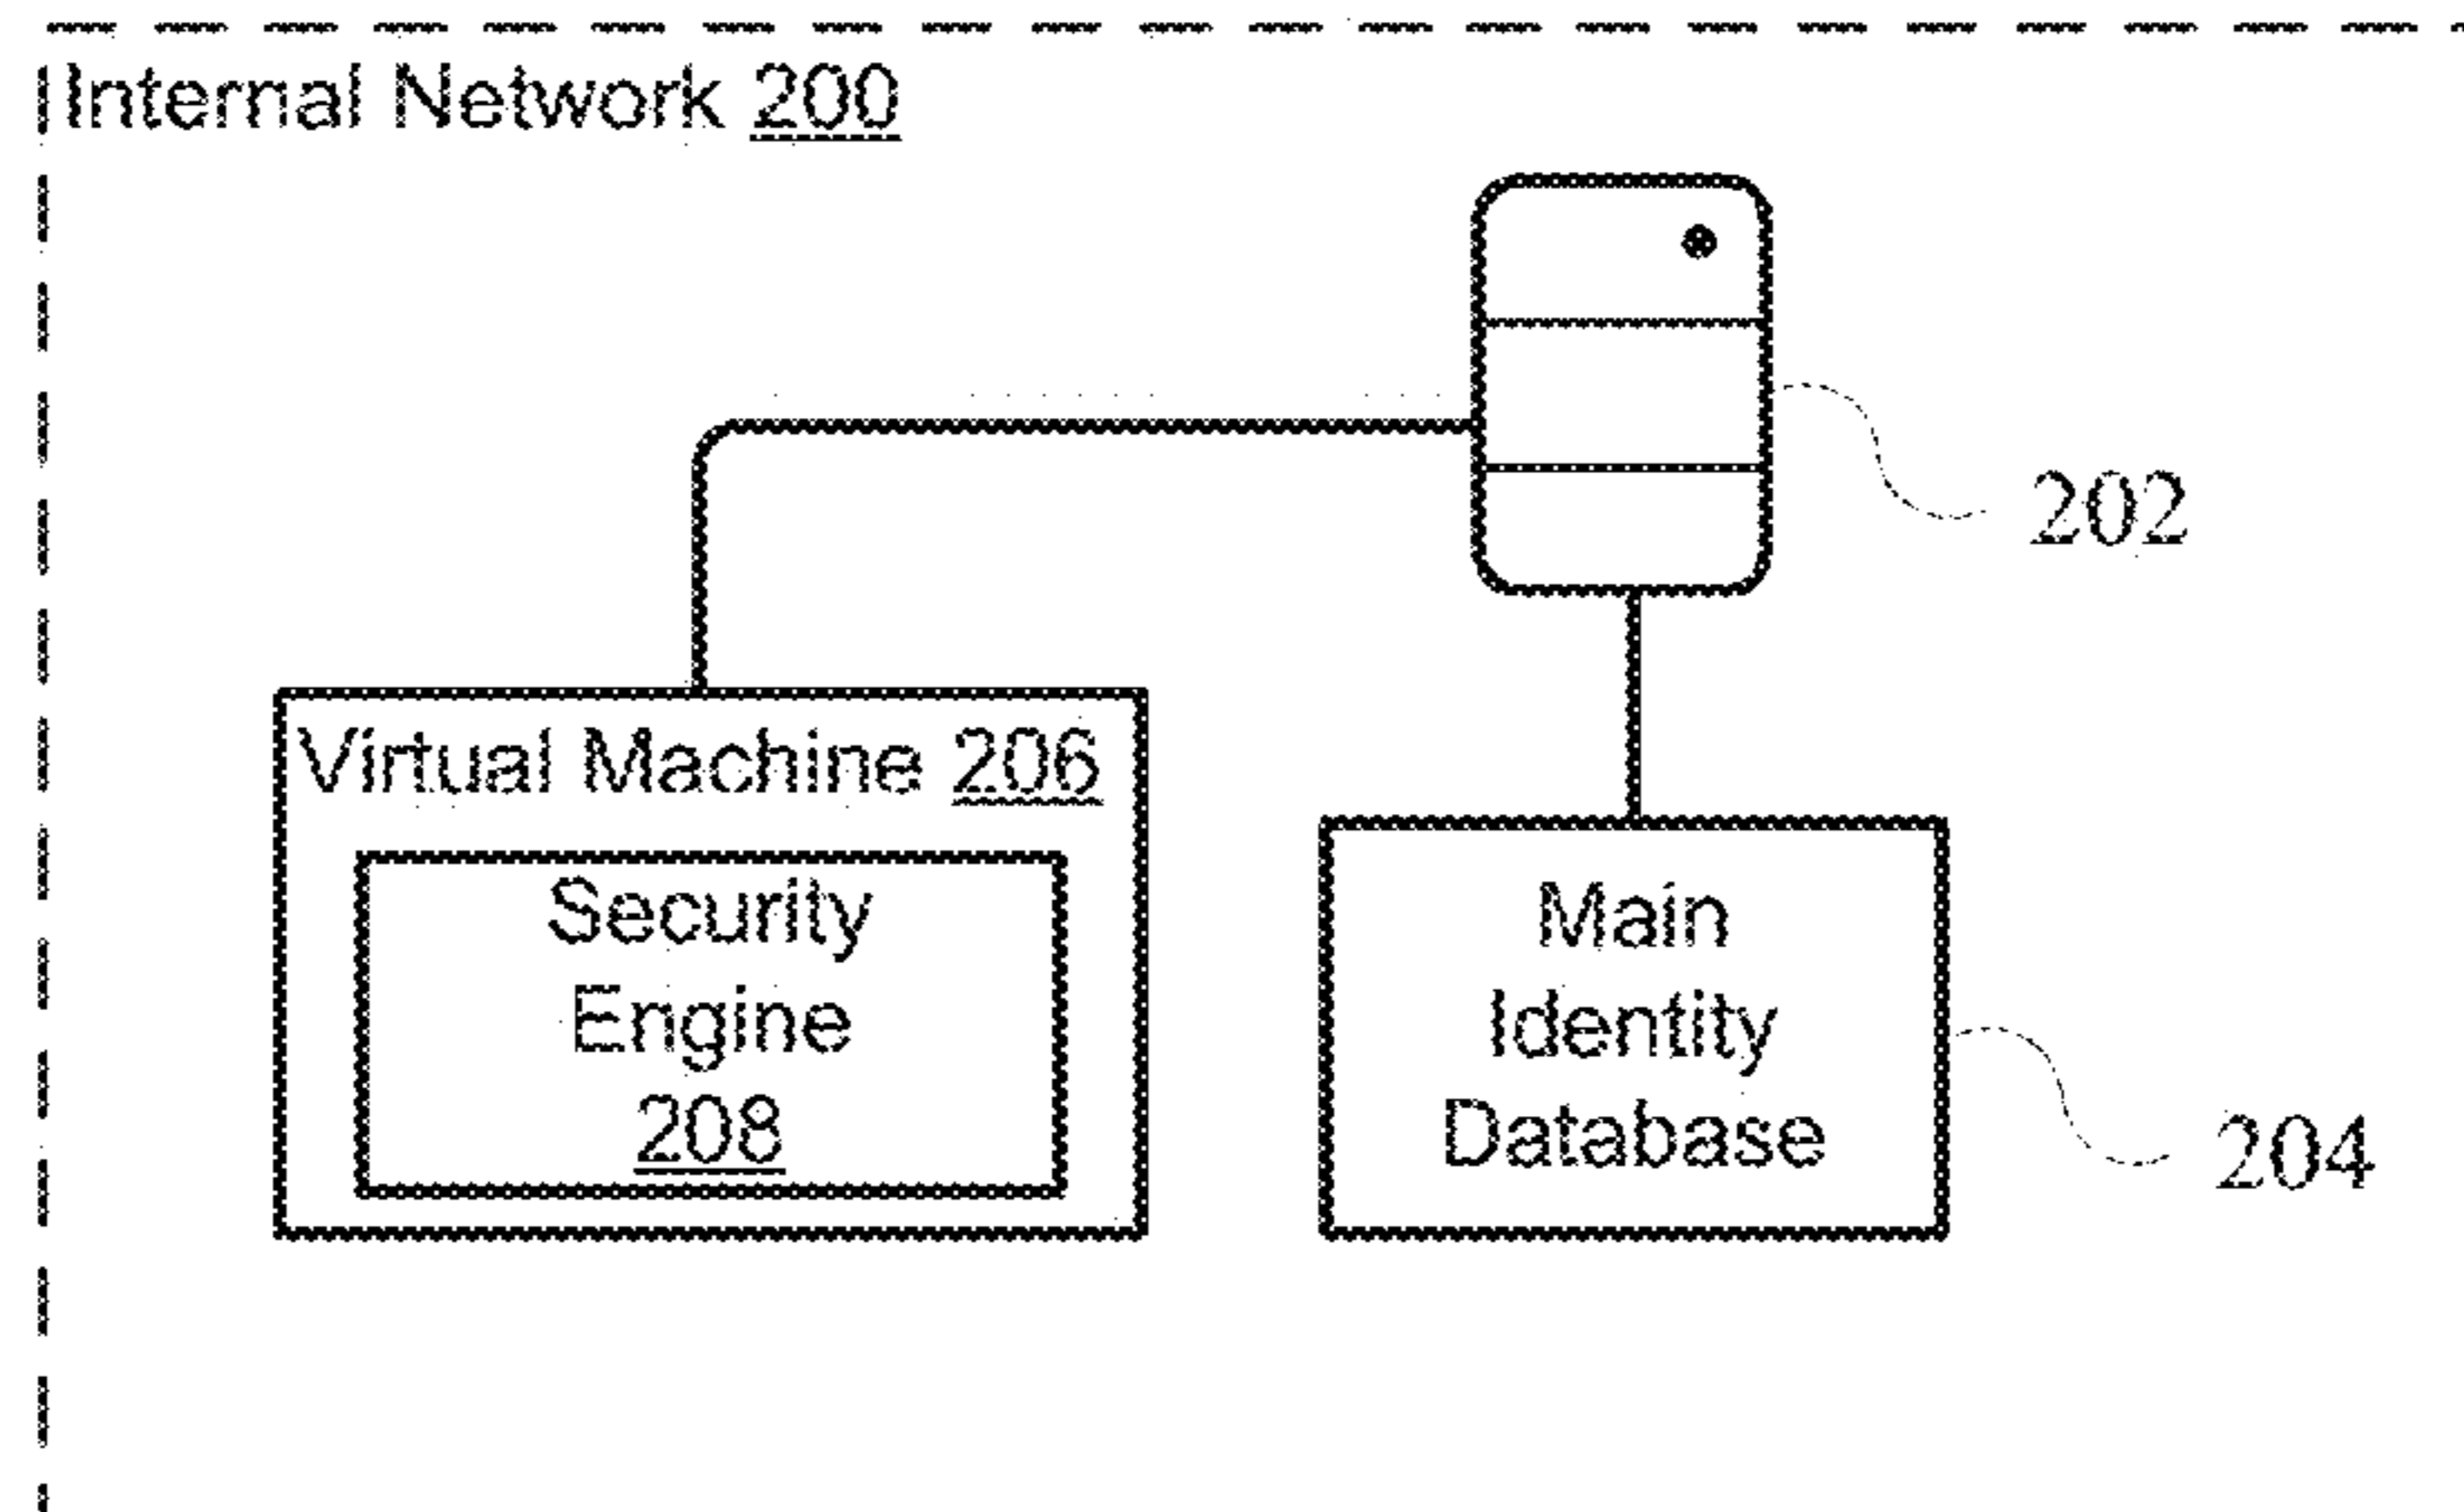 Internal Network 200
202
Virtual Machine 206
Security
Engine
208
Main
Identity
Database
204